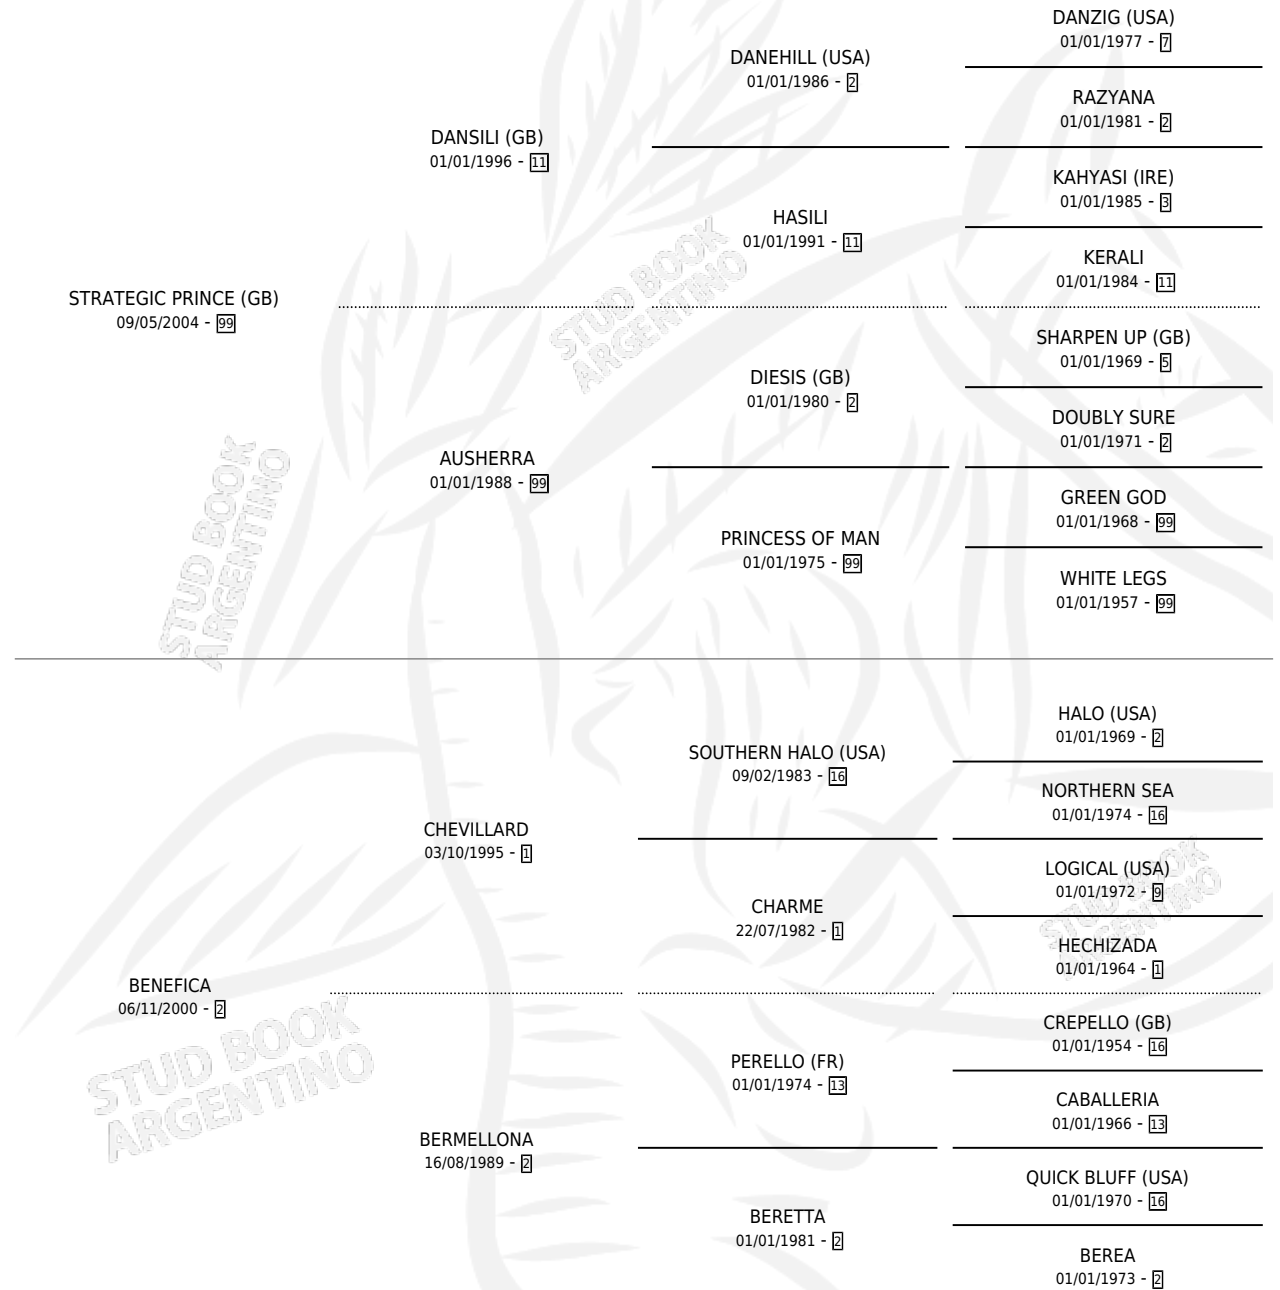 DANZIG (USA)
01/01/1977 - 7
DANEHILL (USA)
01/01/1986 - 2
RAZYANA
01/01/1981 - 2
DANSILI (GB)
01/01/1996 - 11
KAHYASI (IRE)
01/01/1985 - 3
HASILI
01/01/1991 - 11
KERALI
01/01/1984 - 11
STRATEGIC PRINCE (GB)
09/05/2004 - 99
SHARPEN UP (GB)
01/01/1969 - 5
DIESIS (GB)
01/01/1980 - 2
DOUBLY SURE
01/01/1971 - 2
AUSHERRA
01/01/1988 - 99
GREEN GOD
01/01/1968 - 99
PRINCESS OF MAN
01/01/1975 - 99
WHITE LEGS
01/01/1957 - 99
HALO (USA)
01/01/1969 - 2
SOUTHERN HALO (USA)
09/02/1983 - 16
NORTHERN SEA
01/01/1974 - 16
CHEVILLARD
03/10/1995 - 1
LOGICAL (USA)
01/01/1972 - 9
CHARME
22/07/1982 - 1
HECHIZADA
01/01/1964 - 1
BENEFICA
06/11/2000 - 2
CREPELLO (GB)
01/01/1954 - 16
PERELLO (FR)
01/01/1974 - 13
CABALLERIA
01/01/1966 - 13
BERMELLONA
16/08/1989 - 2
QUICK BLUFF (USA)
01/01/1970 - 16
BERETTA
01/01/1981 - 2
BEREA
01/01/1973 - 2
STUD BOOK
ARGENTINO
STUD BOOK
ARGENTINO
STUD BOOK
ARGENTINO
STUD BOOK
ARGENTINO